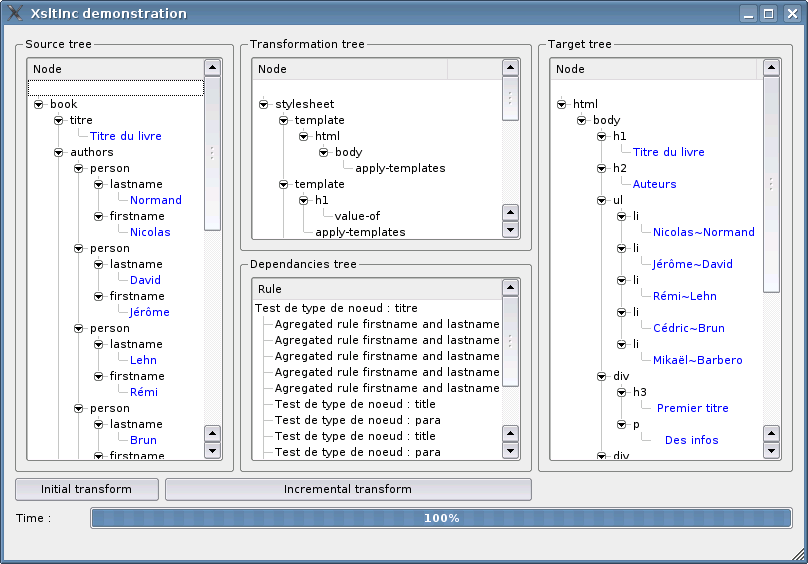 XsltInc demonstration
Source tree
Node
book
titre
Titre du livre
authors
person
lastname
Normand
firstname
Nicolas
person
lastname
David
firstname
Jérôme
person
lastname
Lehn
firstname
Rémi
person
lastname
Brun
firstname
Transformation tree
Node
stylesheet
template
html
body
apply-templates
template
h1
value-of
apply-templates
Dependancies tree
Rule
Test de type de noeud : titre
Agregated rule firstname and lastname
Agregated rule firstname and lastname
Agregated rule firstname and lastname
Agregated rule firstname and lastname
Agregated rule firstname and lastname
Test de type de noeud : title
Test de type de noeud : para
Test de type de noeud : title
Test de type de noeud : para
Target tree
Node
html
body
h1
Titre du livre
h2
Auteurs
ul
li
Nicolas~Normand
li
Jérôme~David
li
Rémi~Lehn
li
Cédric~Brun
li
Mikaël~Barbero
div
h3
Premier titre
p
Des infos
div
Initial transform
Incremental transform
Time :
100%